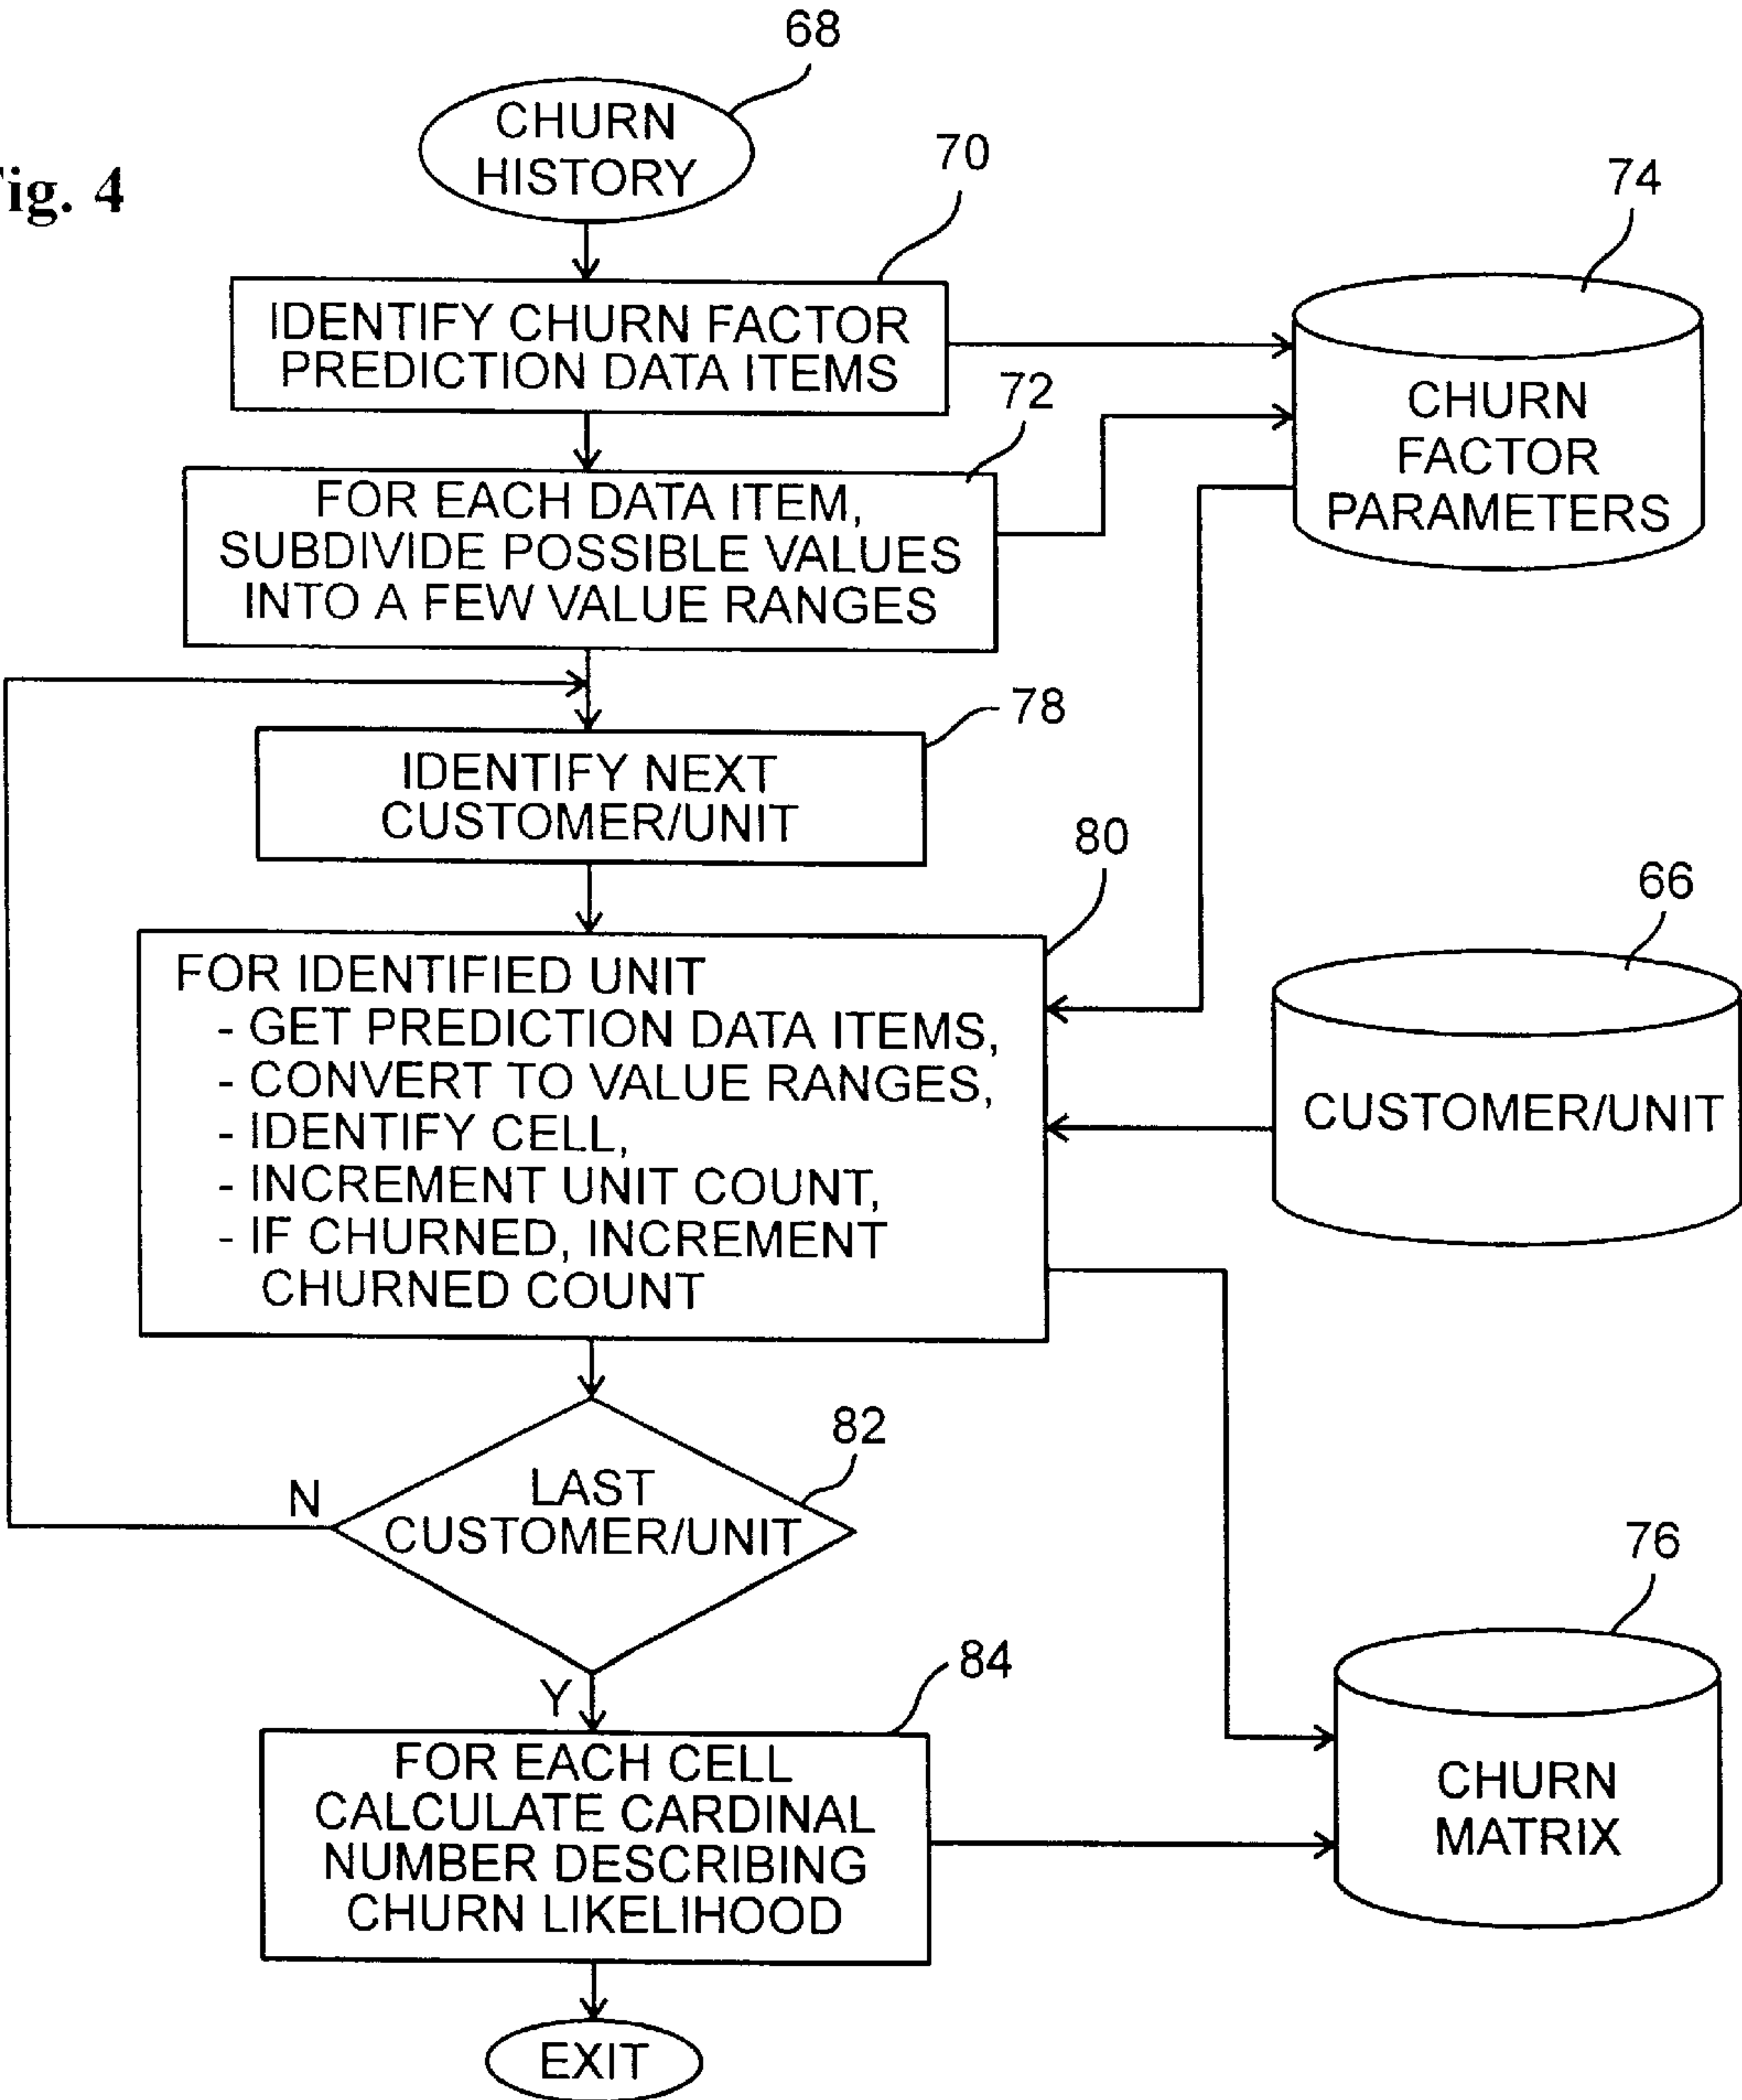 68
CHURN
HISTORY
Fig. 4
70
74
IDENTIFY CHURN FACTOR
PREDICTION DATA ITEMS
72
CHURN
FACTOR
PARAMETERS
FOR EACH DATA ITEM,
SUBDIVIDE POSSIBLE VALUES
INTO A FEW VALUE RANGES
78
IDENTIFY NEXT
CUSTOMER/UNIT
80
66
FOR IDENTIFIED UNIT
- GET PREDICTION DATA ITEMS,
- CONVERT TO VALUE RANGES,
- IDENTIFY CELL,
- INCREMENT UNIT COUNT,
- IF CHURNED, INCREMENT
CHURNED COUNT
CUSTOMER/UNIT
82
N
LAST
CUSTOMER/UNIT
76
Y
84
FOR EACH CELL
CALCULATE CARDINAL
NUMBER DESCRIBING
CHURN LIKELIHOOD
CHURN
MATRIX
EXIT